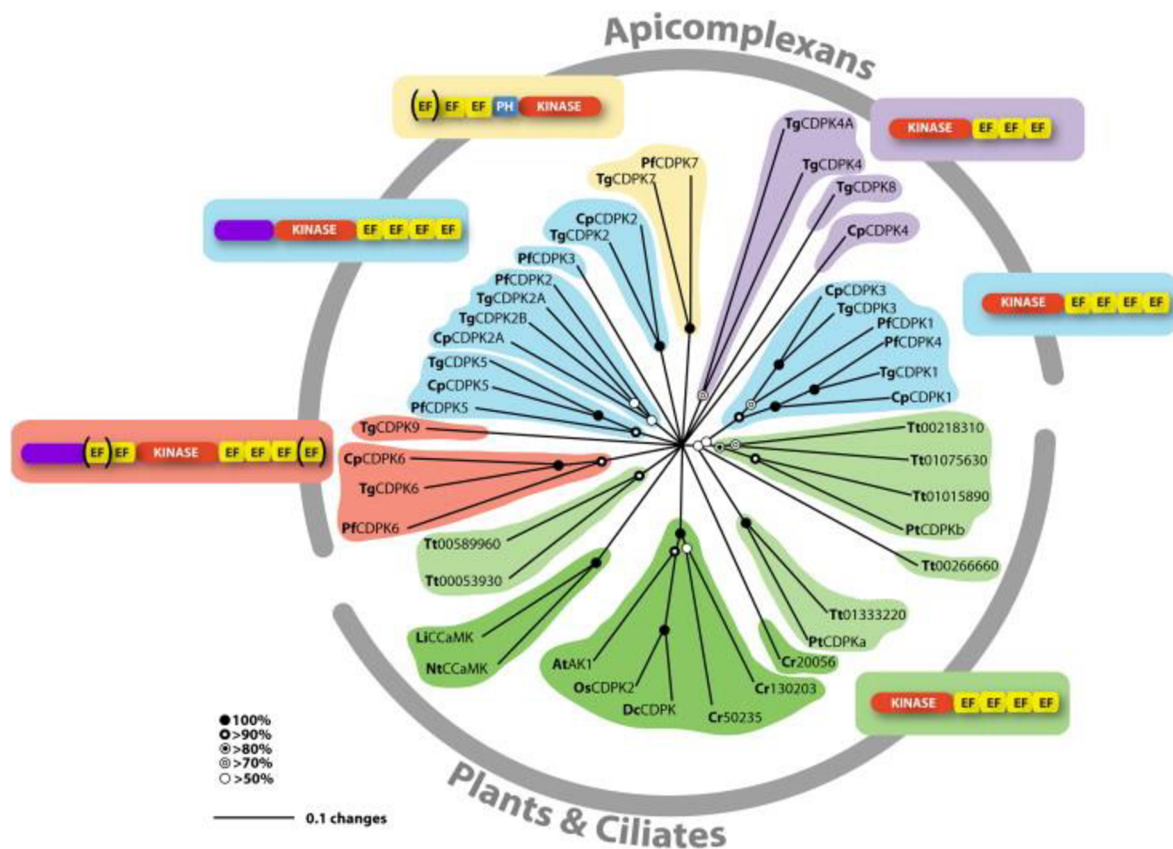 Apicomplexans
(EF) EF EF PH KINASE
KINASE EF EF EF
KINASE EF EF EF EF
KINASE EF EF EF EF
(EF) EF KINASE EF EF EF (EF)
KINASE EF EF EF EF
TgCDPK4A
TgCDPK4
TgCDPK8
CpCDPK4
PfCDPK7
TgCDPK7
CpCDPK2
TgCDPK2
PfCDPK3
PfCDPK2
TgCDPK2A
TgCDPK2B
CpCDPK2A
TgCDPK5
CpCDPK5
PfCDPK5
TgCDPK9
CpCDPK6
TgCDPK6
PfCDPK6
CpCDPK3
TgCDPK3
PfCDPK1
PfCDPK4
TgCDPK1
CpCDPK1
Tt00218310
Tt01075630
Tt01015890
PtCDPKb
Tt00266660
Tt01333220
PtCDPKa
Cr20056
Cr130203
Cr50235
DcCDPK
OsCDPK2
AtAK1
NtCCaMK
LiCCaMK
Tt00053930
Tt00589960
100%
>90%
>80%
>70%
>50%
0.1 changes
Plants & Ciliates